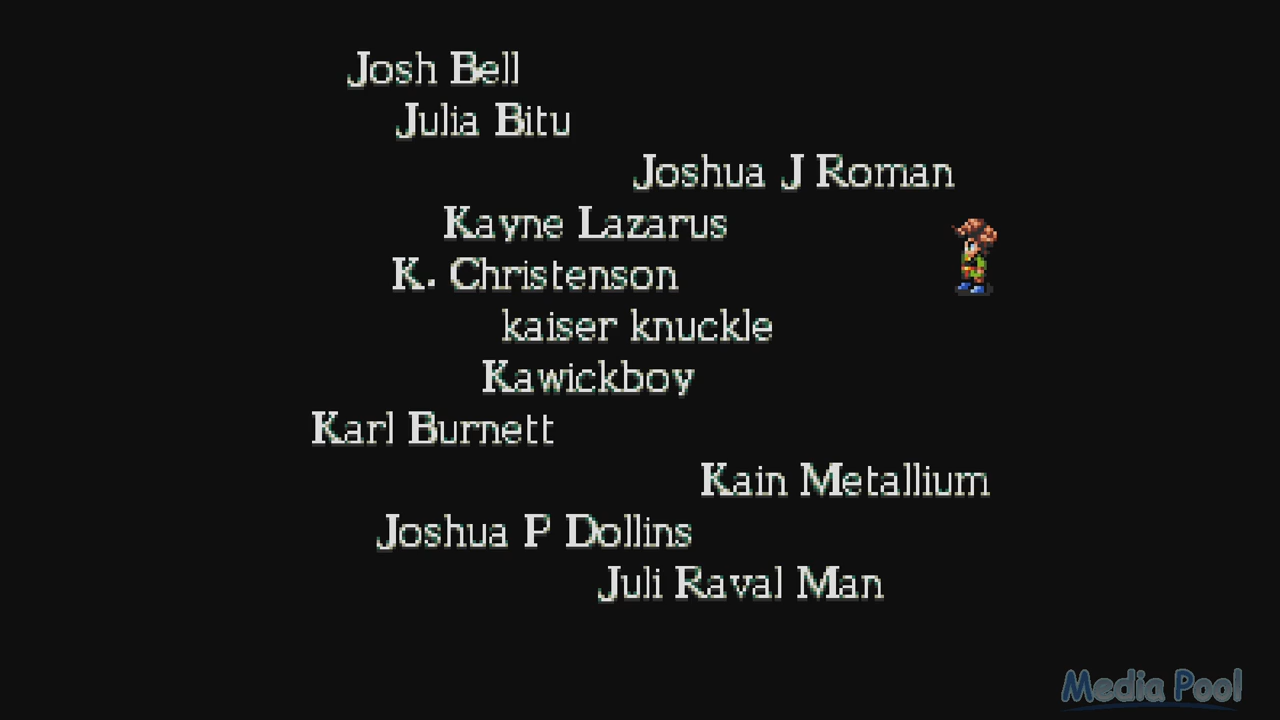 Josh Bell
Julia Bitu
Joshua J Roman
Kayne Lazarus
K. Christenson
kaiser knuckle
Kawickboy
Karl Burnett
Kain Metallium
Joshua P Dollins
Juli Raval Man
Media Pool